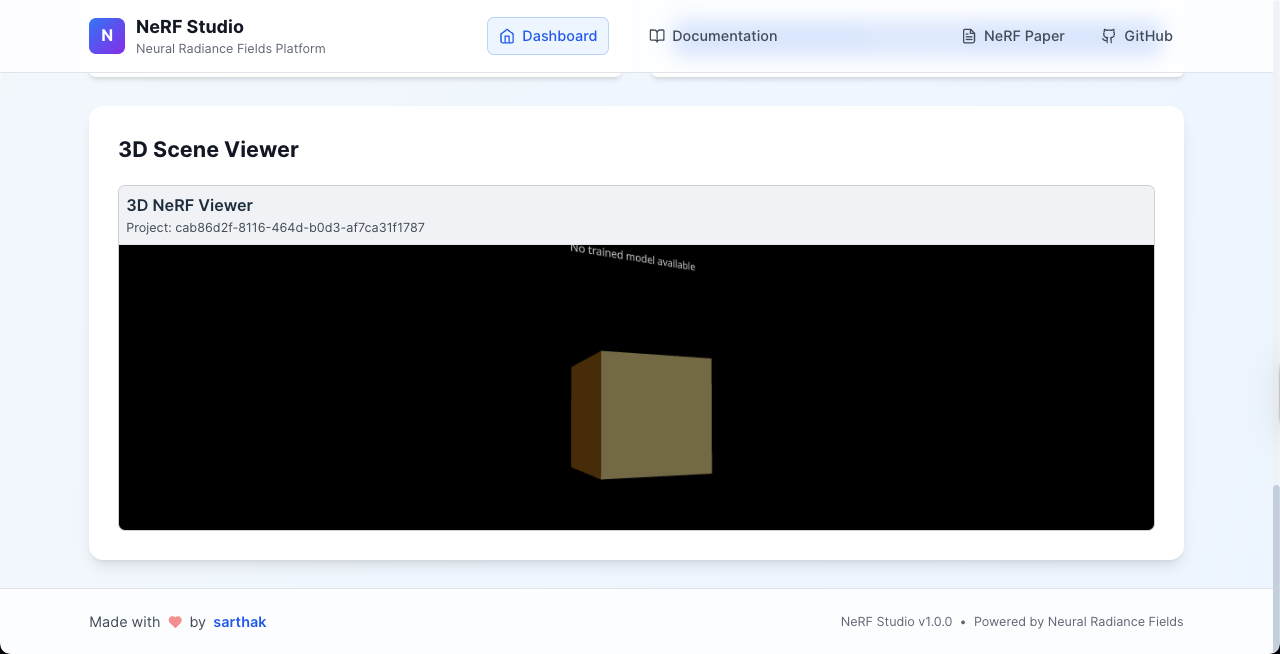 N
NeRF Studio
Neural Radiance Fields Platform
Dashboard
Documentation
NeRF Paper
GitHub
3D Scene Viewer
3D NeRF Viewer
Project: cab86d2f-8116-464d-b0d3-af7ca31f1787
No trained model available
Made with by sarthak
NeRF Studio v1.0.0 • Powered by Neural Radiance Fields